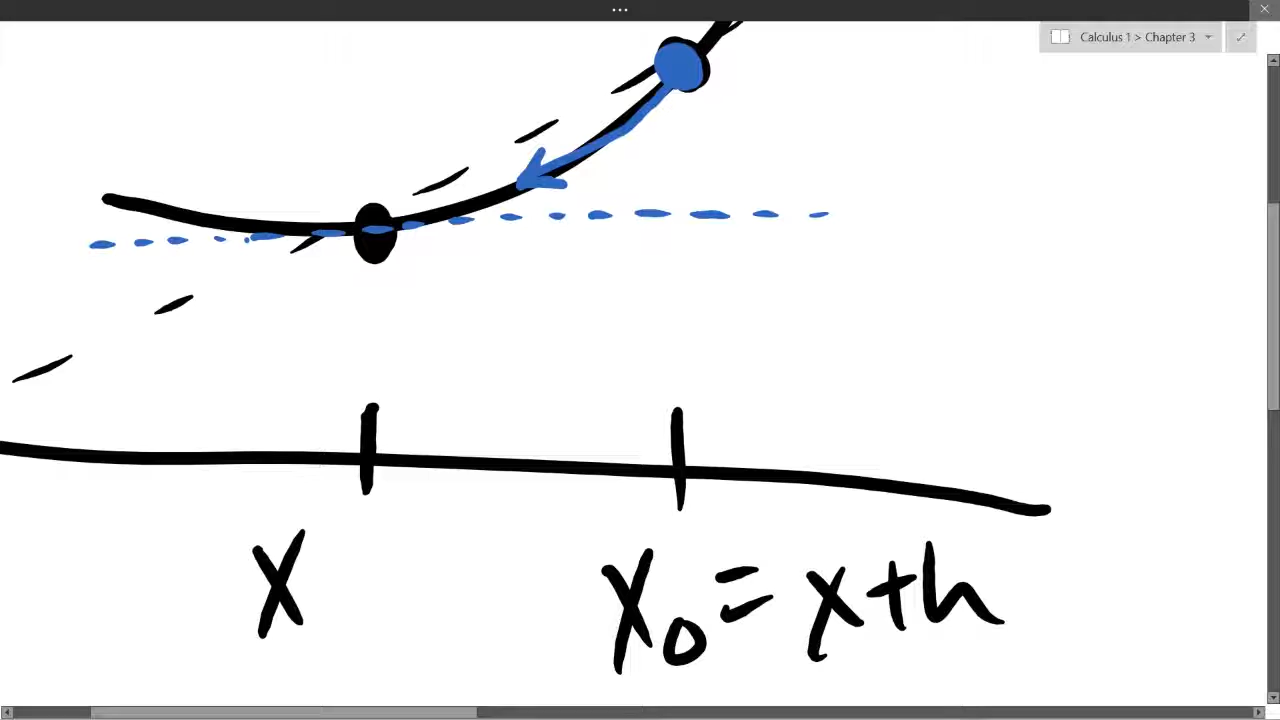 Calculus 1 > Chapter 3
x
x₀ = x+h